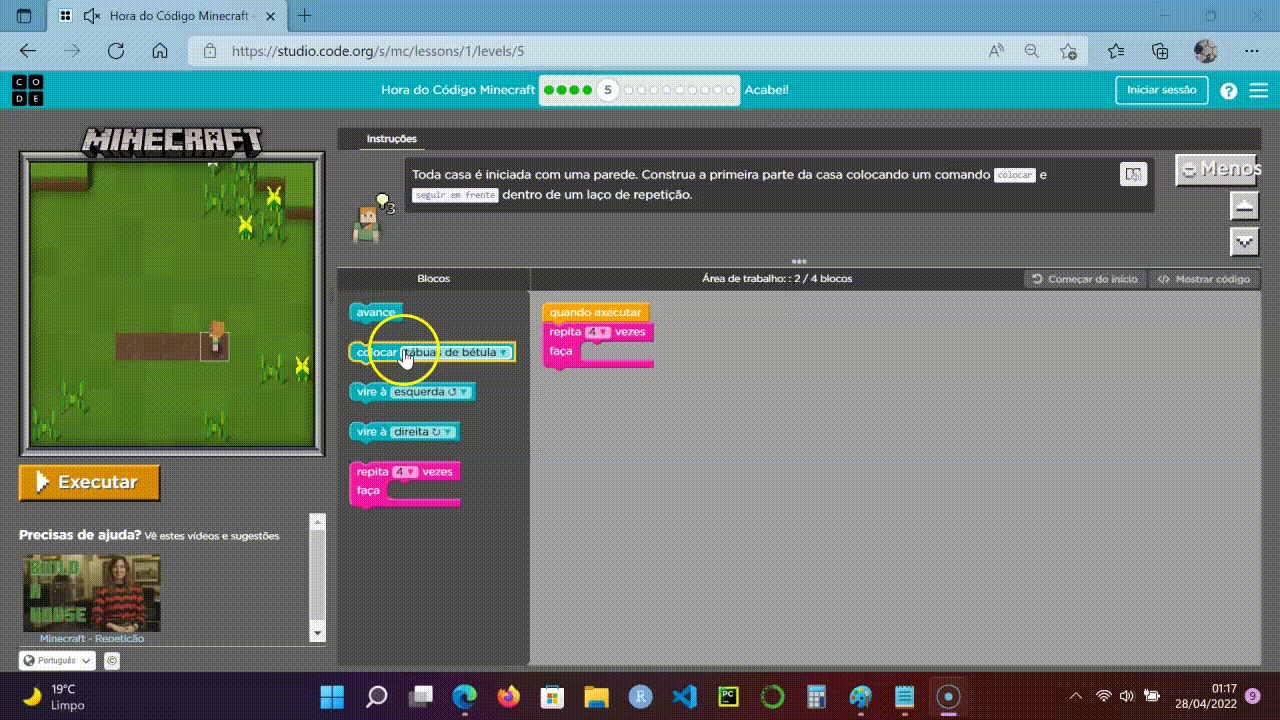 Hora do Código Minecraft -
https://studio.code.org/s/mc/lessons/1/levels/5
C O
D E
Hora do Código Minecraft 5 Acabei!
Iniciar sessão
?
MINECRAFT
Instruções
Toda casa é iniciada com uma parede. Construa a primeira parte da casa colocando um comando colocar e
seguir em frente dentro de um laço de repetição.
3
Menos
Blocos
Área de trabalho: : 2 / 4 blocos
Começar do início
</> Mostrar código
avance
colocar tábuas de bétula
vire à esquerda ↺
vire à direita ↻
repita 4 vezes
faça
quando executar
repita 4 vezes
faça
Executar
Precisas de ajuda? Vê estes vídeos e sugestões
BUILD
A
HOUSE
Minecraft - Repetição
Português
©
19°C
Limpo
R
PC
01:17
28/04/2022
9